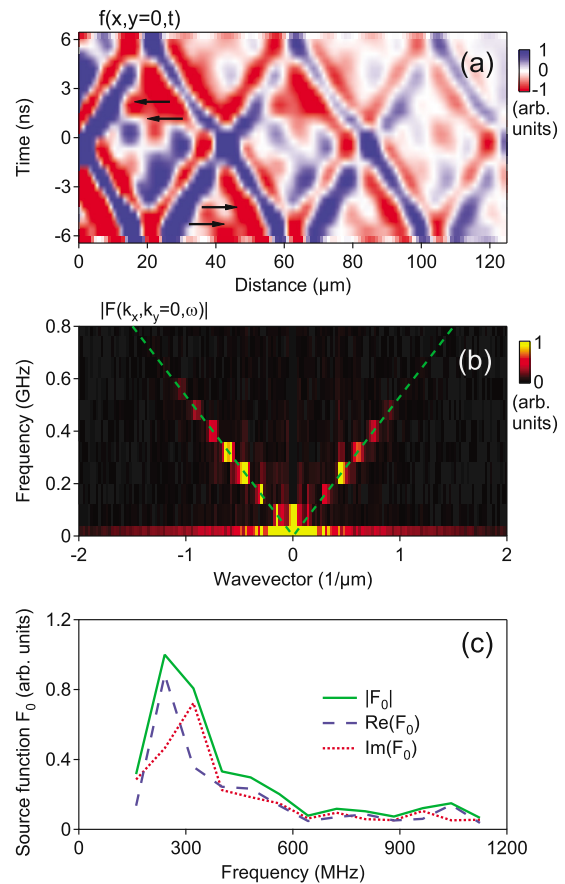 f(x,y=0,t)
(a)
6
3
0
-3
-6
Time (ns)
0
20
40
60
80
100
120
Distance (µm)
1
0
-1
(arb.
units)
|F(kx,ky=0,ω)|
(b)
0.8
0.6
0.4
0.2
0
Frequency (GHz)
-2
-1
0
1
2
Wavevector (1/µm)
1
0
(arb.
units)
(c)
1.2
0.8
0.4
0
Source function F0 (arb. units)
|F0|
Re(F0)
Im(F0)
0
300
600
900
1200
Frequency (MHz)